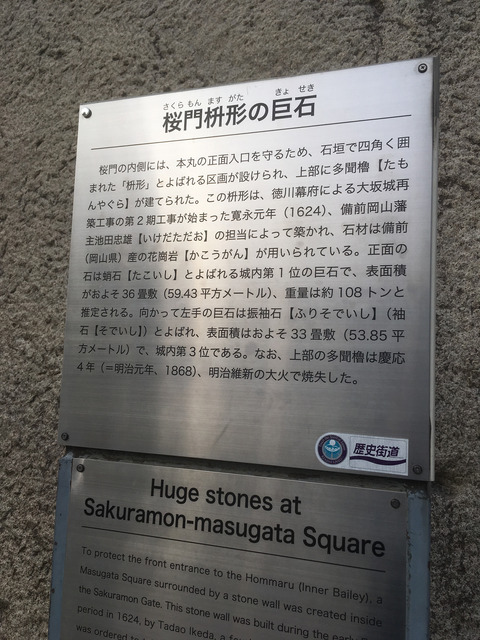 さくら もん ます がた きょ せき
桜門枡形の巨石
桜門の内側には、本丸の正面入口を守るため、石垣で四角く囲
まれた「枡形」とよばれる区画が設けられ、上部に多聞櫓【たも
んやぐら】が建てられた。この枡形は、徳川幕府による大坂城再
築工事の第2期工事が始まった寛永元年（1624）、備前岡山藩
主池田忠雄【いけだただお】の担当によって築かれ、石材は備前
（岡山県）産の花崗岩【かこうがん】が用いられている。正面の
石は蛸石【たこいし】とよばれる城内第1位の巨石で、表面積
がおよそ36畳敷（59.43平方メートル）、重量は約108トンと
推定される。向かって左手の巨石は振袖石【ふりそでいし】（袖
石【そでいし】）とよばれ、表面積はおよそ33畳敷（53.85平
方メートル）で、城内第3位である。なお、上部の多聞櫓は慶応
4年（＝明治元年、1868）、明治維新の大火で焼失した。
歴史街道
Huge stones at
Sakuramon-masugata Square
To protect the front entrance to the Hommaru (Inner Bailey), a
Masugata Square surrounded by a stone wall was created inside
the Sakuramon Gate. This stone wall was built during the
period in 1624, by Tadao Ikeda, a
was ordered to